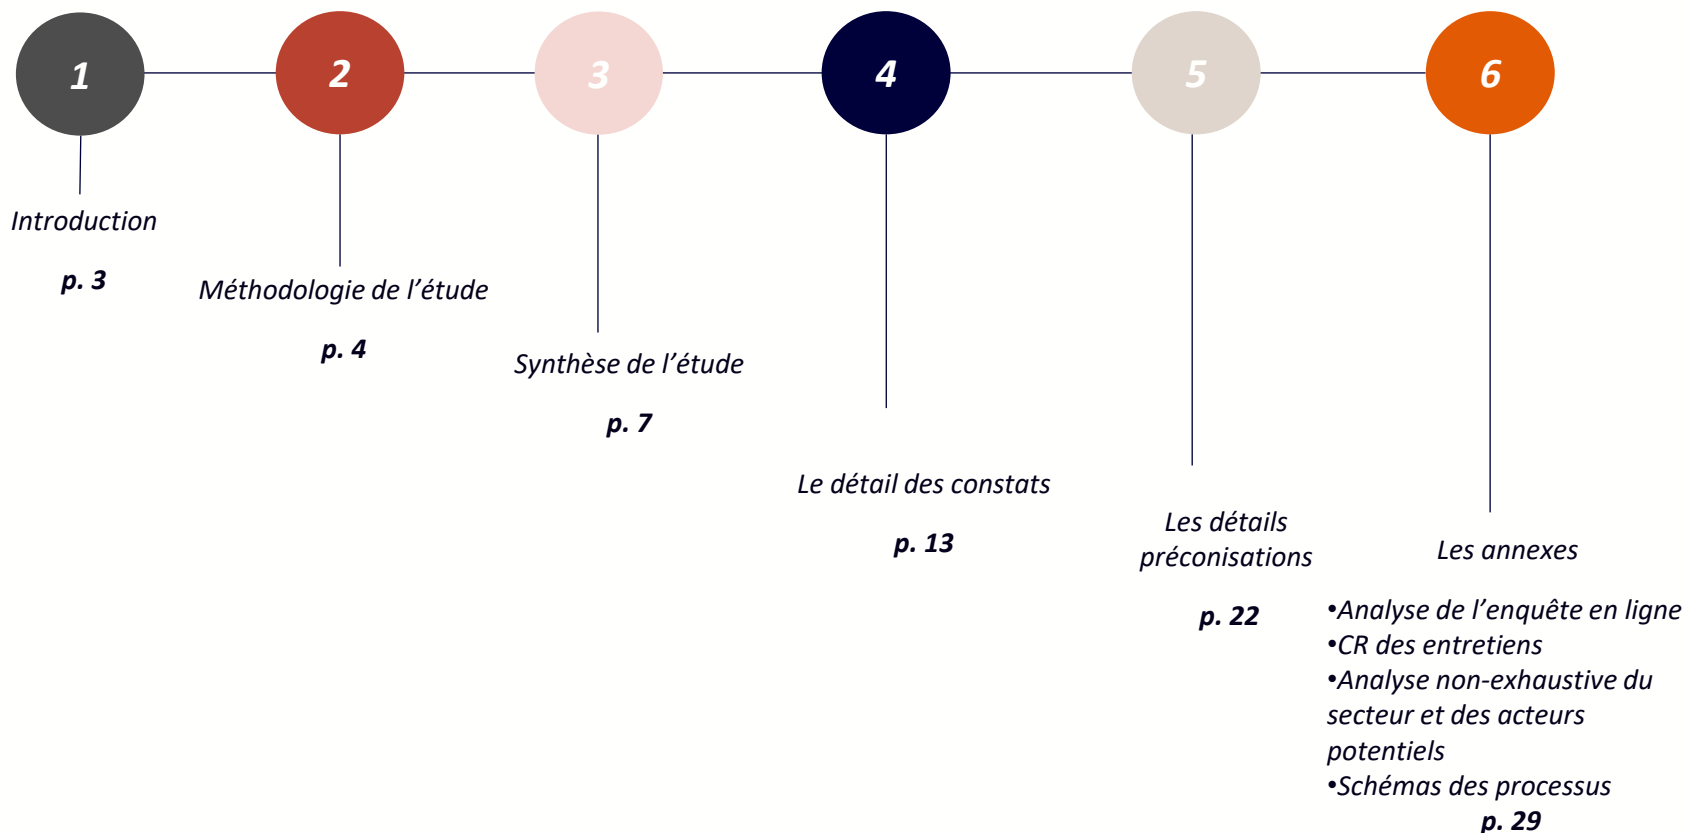 1
2
3
4
5
6
Introduction
p. 3
Méthodologie de l’étude
p. 4
Synthèse de l’étude
p. 7
Le détail des constats
p. 13
Les détails
préconisations
p. 22
Les annexes
•Analyse de l’enquête en ligne
•CR des entretiens
•Analyse non-exhaustive du
secteur et des acteurs
potentiels
•Schémas des processus
p. 29